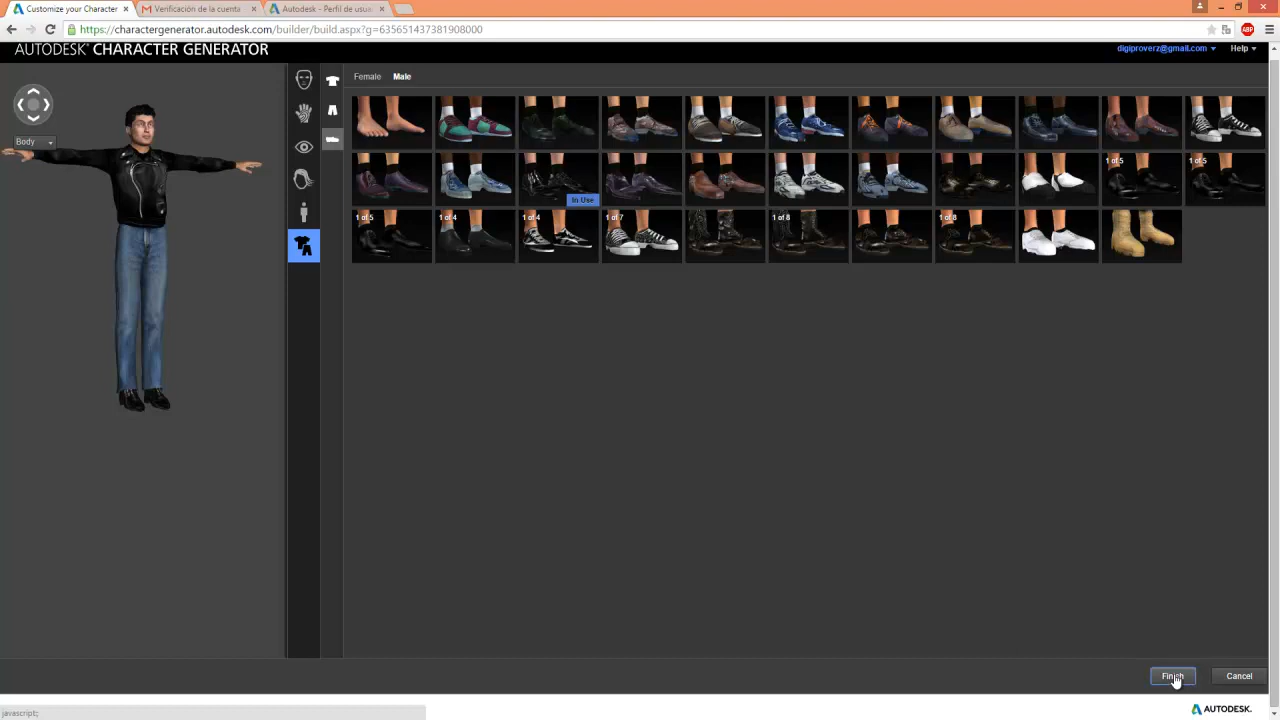 Customize your Character
Verificación de la cuenta
Autodesk - Perfil de usua
https://charactergenerator.autodesk.com/builder/build.aspx?g=635651437381908000
ABP
AUTODESK® CHARACTER GENERATOR
digiproverz@gmail.com
Help
Female
Male
Body
1 of 5
1 of 5
In Use
1 of 5
1 of 4
1 of 4
1 of 7
1 of 8
1 of 8
Finish
Cancel
AUTODESK.
javascript:;